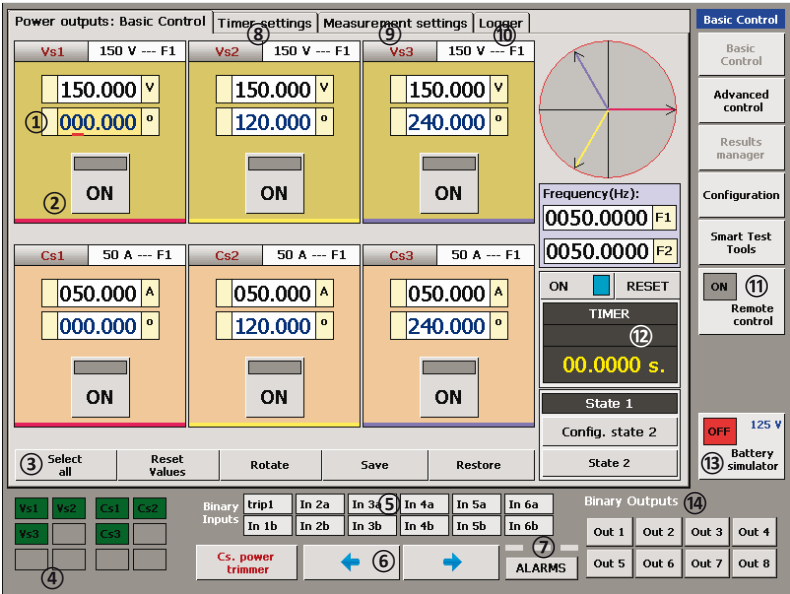 Power outputs: Basic Control
Timer settings
Measurement settings
Logger
Basic Control
⑧
⑨
⑩
Vs1
150 V --- F1
Vs2
150 V --- F1
Vs3
150 V --- F1
150.000 V
150.000 V
150.000 V
①
000.000 °
120.000 °
240.000 °
②
ON
ON
ON
Cs1
50 A --- F1
Cs2
50 A --- F1
Cs3
50 A --- F1
050.000 A
050.000 A
050.000 A
000.000 °
120.000 °
240.000 °
ON
ON
ON
Frequency(Hz):
0050.0000 F1
0050.0000 F2
ON
RESET
TIMER
⑫
00.0000 s.
State 1
Config. state 2
State 2
③
Select
all
Reset
Values
Rotate
Save
Restore
Basic
Control
Advanced
control
Results
manager
Configuration
Smart Test
Tools
ON
⑪
Remote
control
OFF
125 V
⑬
Battery
simulator
Vs1
Vs2
Cs1
Cs2
Vs3
Cs3
④
Binary
Inputs
trip1
In 2a
In 3a
⑤
In 4a
In 5a
In 6a
In 1b
In 2b
In 3b
In 4b
In 5b
In 6b
Cs. power
trimmer
⑥
⑦
ALARMS
Binary Outputs
⑭
Out 1
Out 2
Out 3
Out 4
Out 5
Out 6
Out 7
Out 8